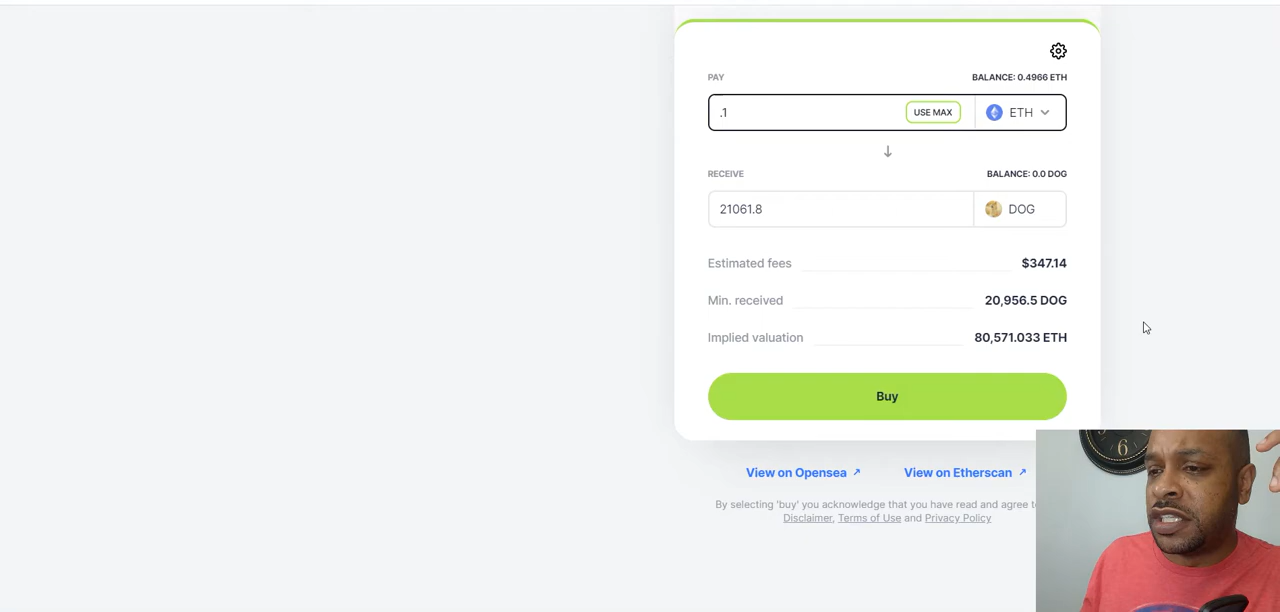 PAY BALANCE: 0.4966 ETH
.1 USE MAX ETH
RECEIVE BALANCE: 0.0 DOG
21061.8 DOG
Estimated fees $347.14
Min. received 20,956.5 DOG
Implied valuation 80,571.033 ETH
Buy
View on Opensea ↗ View on Etherscan ↗
By selecting 'buy' you acknowledge that you have read and agree
Disclaimer, Terms of Use and Privacy Policy
6